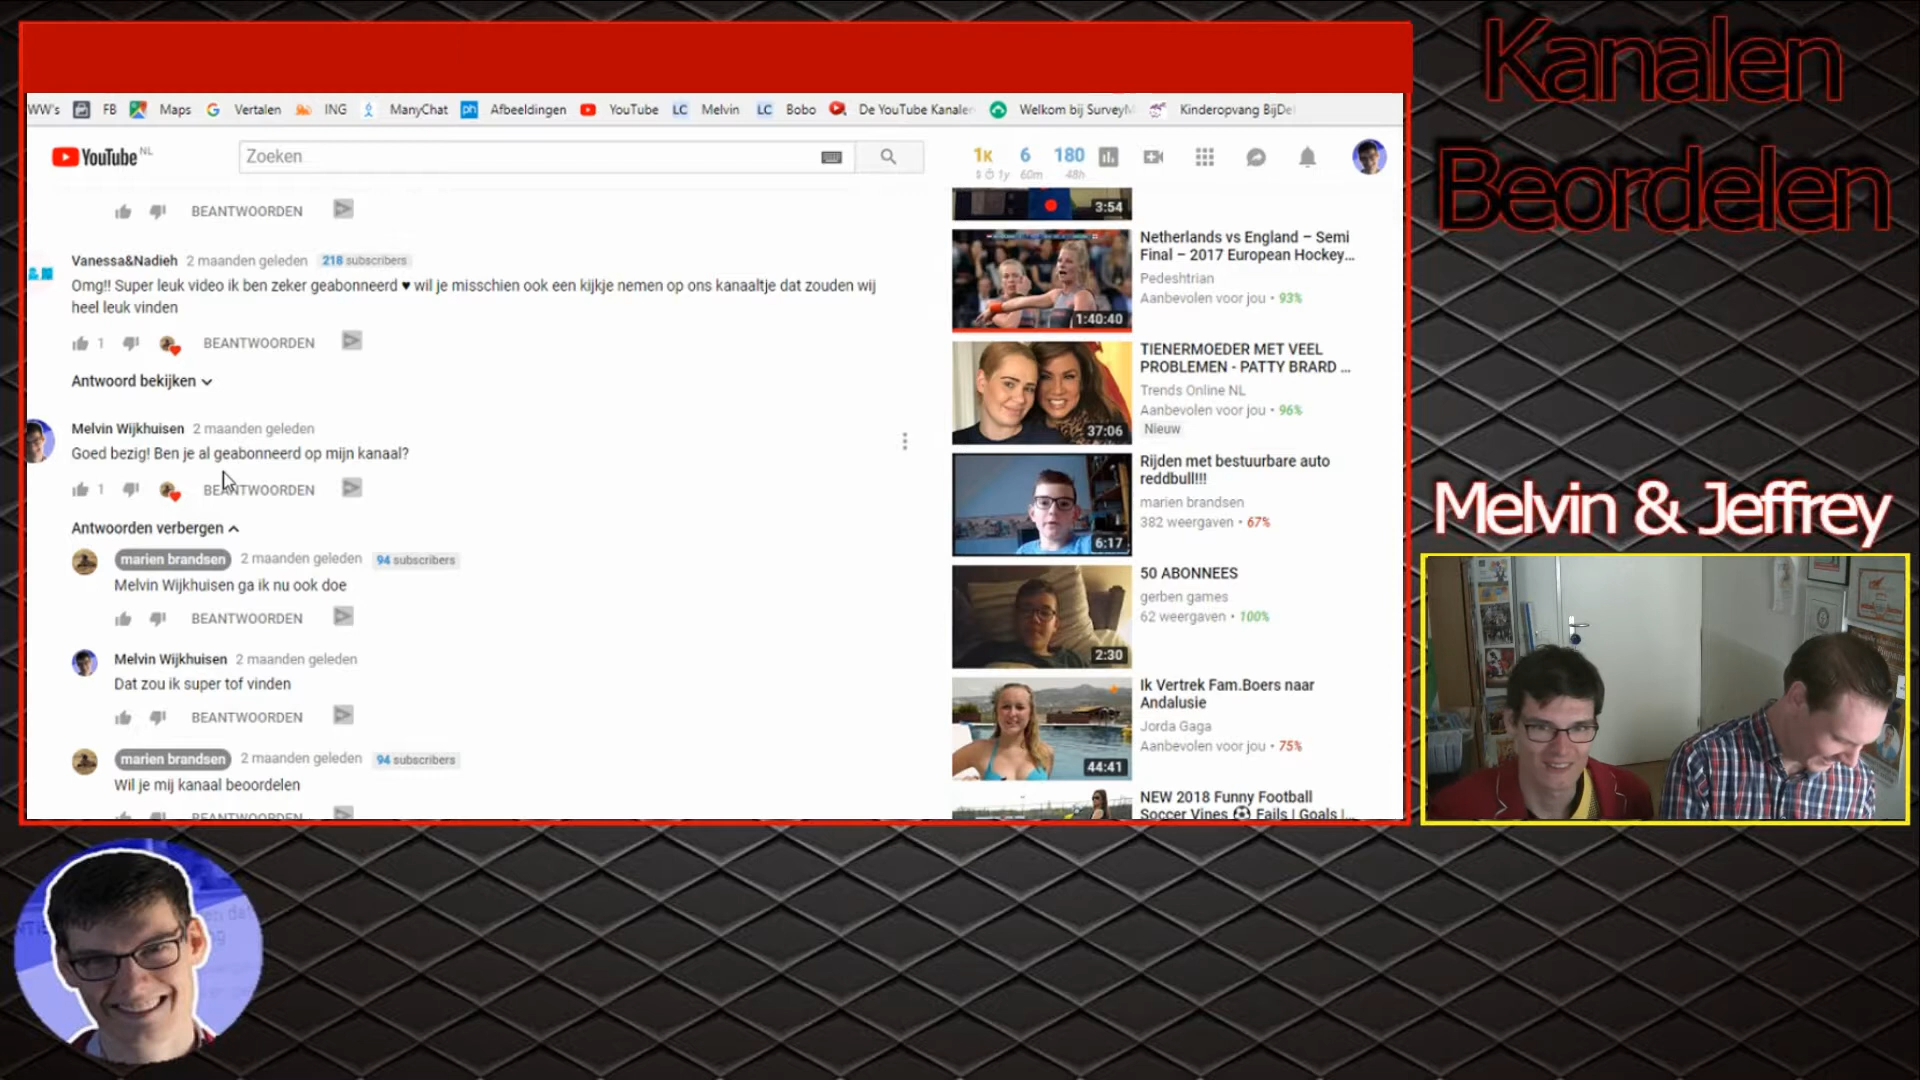 Kanalen
Beordelen
WW's FB Maps Vertalen ING ManyChat ph Afbeeldingen YouTube LC Melvin LC Bobo De YouTube Kanale Welkom bij Survey Kinderopvang BijDe
YouTube NL
Zoeken
1K 6 180
1y 60m 48h
BEANTWOORDEN
Vanessa&Nadieh 2 maanden geleden 218 subscribers
Omg!! Super leuk video ik ben zeker geabonneerd ♥ wil je misschien ook een kijkje nemen op ons kanaaltje dat zouden wij
heel leuk vinden
1 BEANTWOORDEN
Antwoord bekijken
Melvin Wijkhuisen 2 maanden geleden
Goed bezig! Ben je al geabonneerd op mijn kanaal?
1 BEANTWOORDEN
Antwoorden verbergen
marien brandsen 2 maanden geleden 94 subscribers
Melvin Wijkhuisen ga ik nu ook doe
BEANTWOORDEN
Melvin Wijkhuisen 2 maanden geleden
Dat zou ik super tof vinden
BEANTWOORDEN
marien brandsen 2 maanden geleden 94 subscribers
Wil je mij kanaal beoordelen
BEANTWOORDEN
3:54
Netherlands vs England – Semi
Final – 2017 European Hockey...
Pedeshtrian
Aanbevolen voor jou • 93%
1:40:40
TIENERMOEDER MET VEEL
PROBLEMEN - PATTY BRARD ...
Trends Online NL
Aanbevolen voor jou • 96%
Nieuw
37:06
Rijden met bestuurbare auto
reddbull!!!
marien brandsen
382 weergaven • 67%
6:17
50 ABONNEES
gerben games
62 weergaven • 100%
2:30
Ik Vertrek Fam.Boers naar
Andalusie
Jorda Gaga
Aanbevolen voor jou • 75%
44:41
NEW 2018 Funny Football
Soccer Vines ⚽ Fails | Goals |...
Melvin & Jeffrey